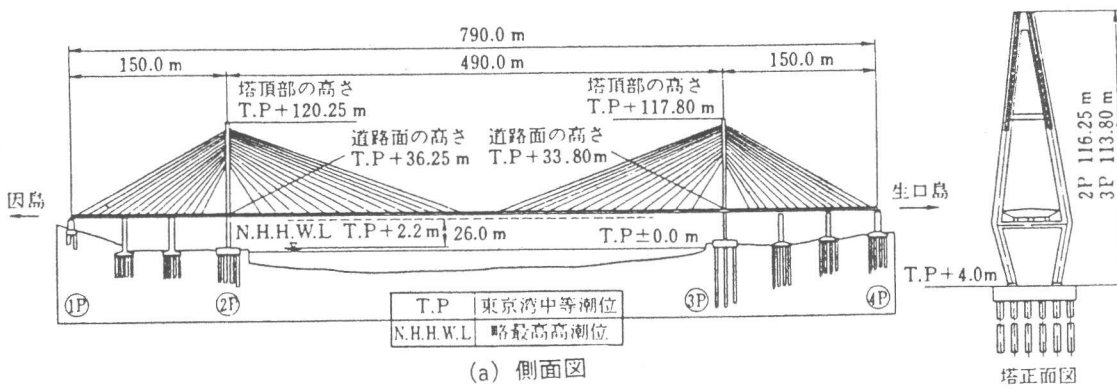 790.0 m
150.0 m
490.0 m
150.0 m
塔頂部の高さ
T.P+120.25 m
塔頂部の高さ
T.P+117.80 m
道路面の高さ
T.P+36.25 m
道路面の高さ
T.P+33.80m
因島
生口島
N.H.H.W.L T.P+2.2m
26.0 m
T.P±0.0 m
1P
2P
3P
4P
T.P 東京湾中等潮位
N.H.H.W.L 略最高高潮位
(a) 側面図
2P 116.25 m
3P 113.80 m
T.P+4.0m
塔正面図